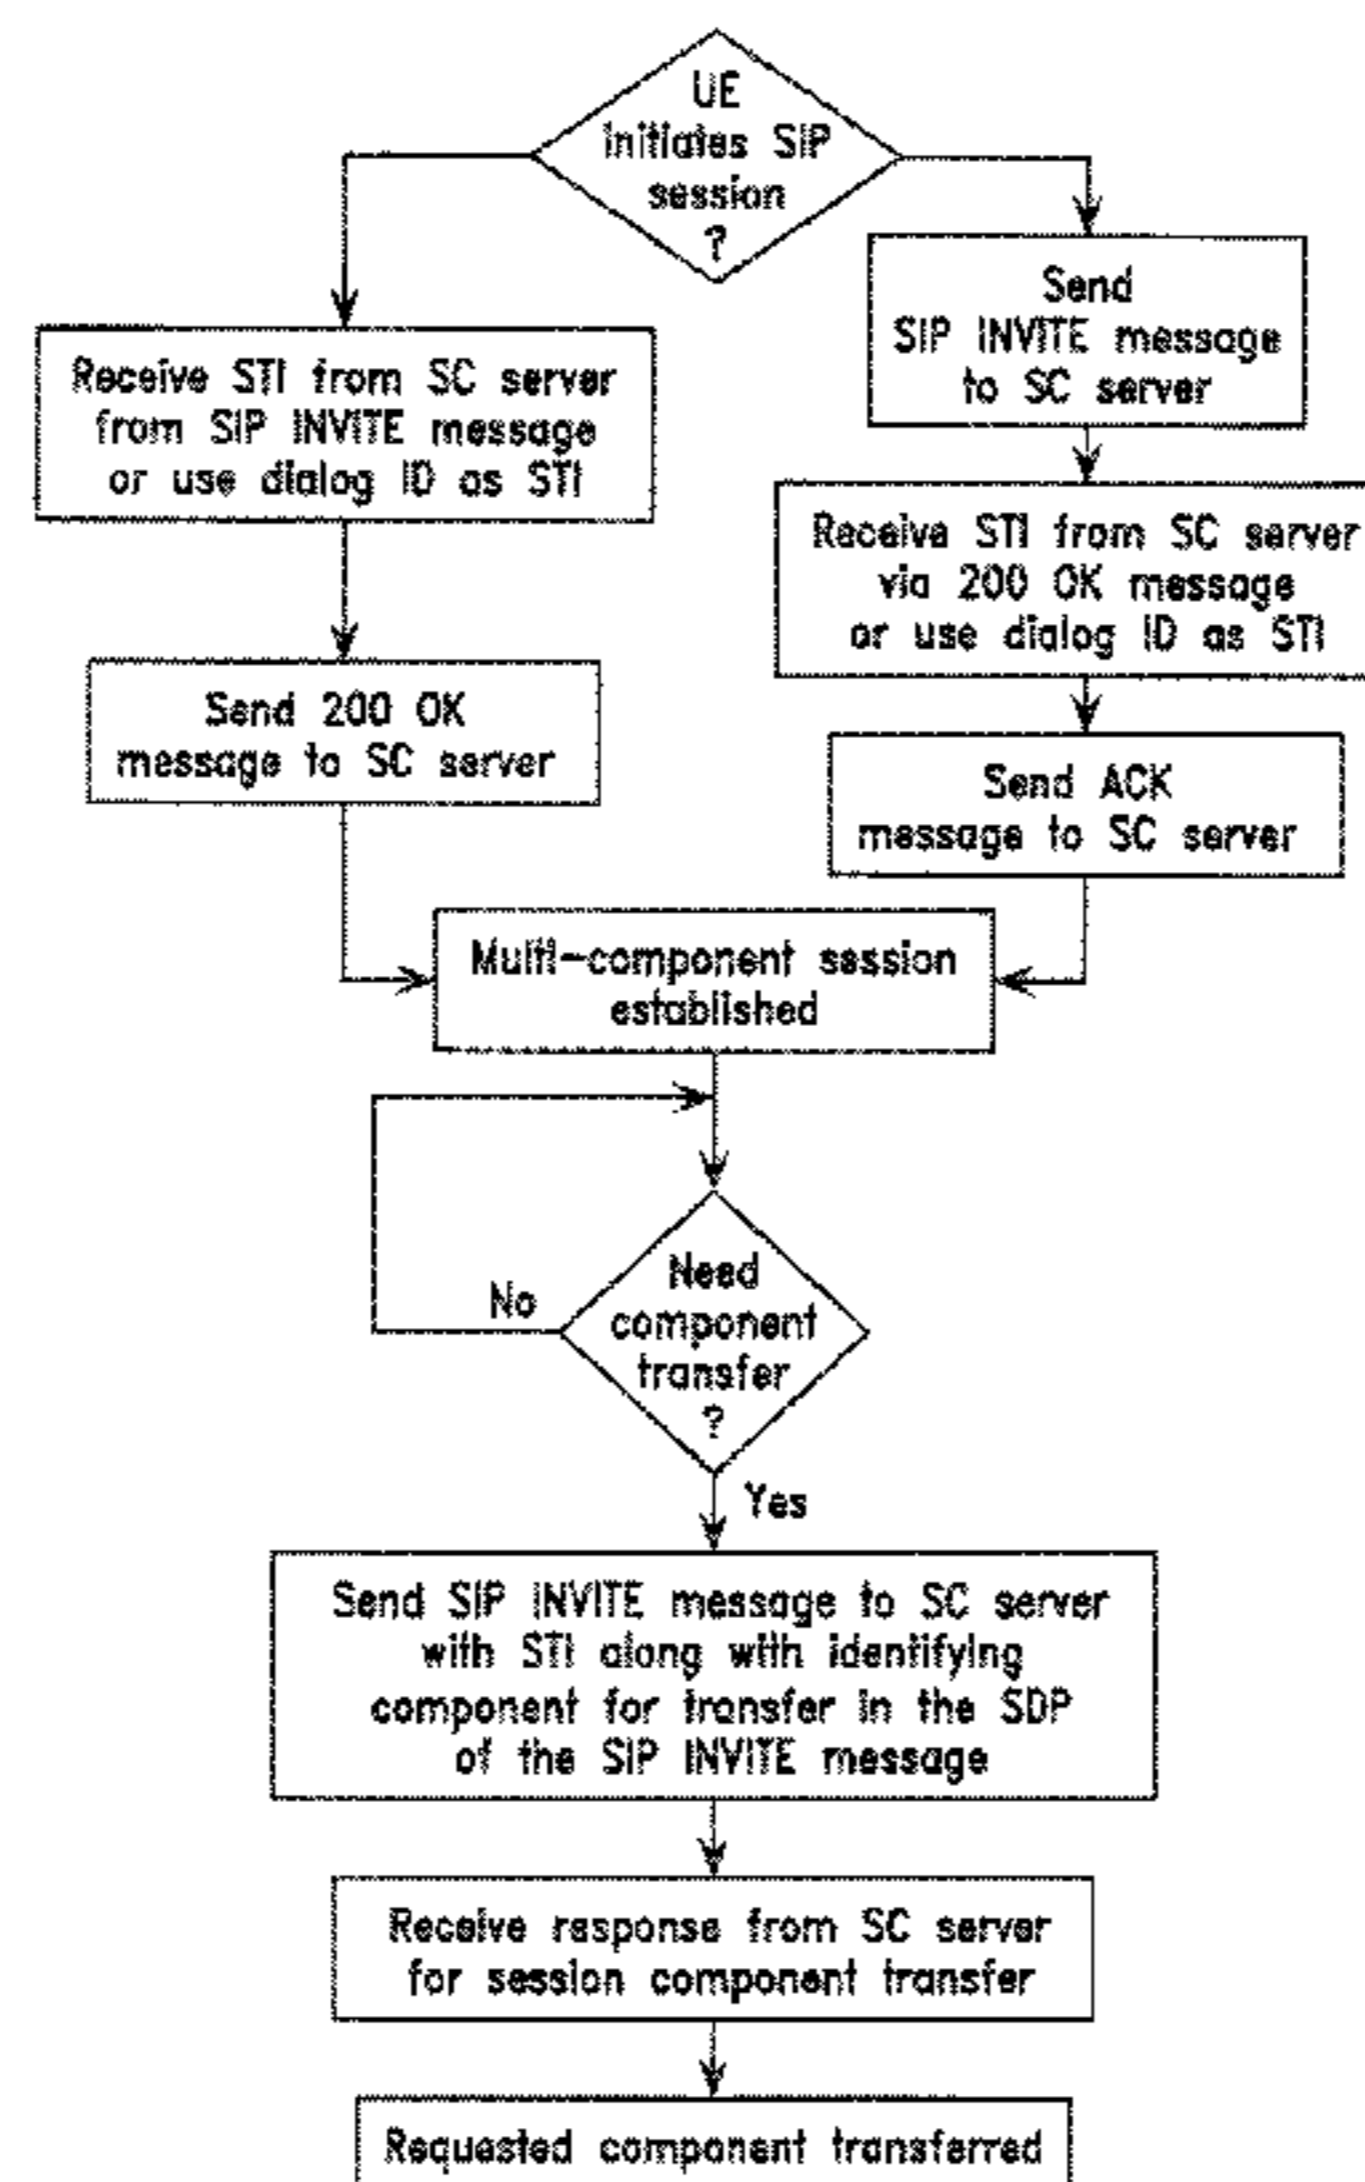 UE
initiates SIP
session
?
Send
SIP INVITE message
to SC server
Receive STI from SC server
from SIP INVITE message
or use dialog ID as STI
Receive STI from SC server
via 200 OK message
or use dialog ID as STI
Send 200 OK
message to SC server
Send ACK
message to SC server
Multi-component session
established
Need
component
transfer
?
No
Yes
Send SIP INVITE message to SC server
with STI along with identifying
component for transfer in the SDP
of the SIP INVITE message
Receive response from SC server
for session component transfer
Requested component transferred